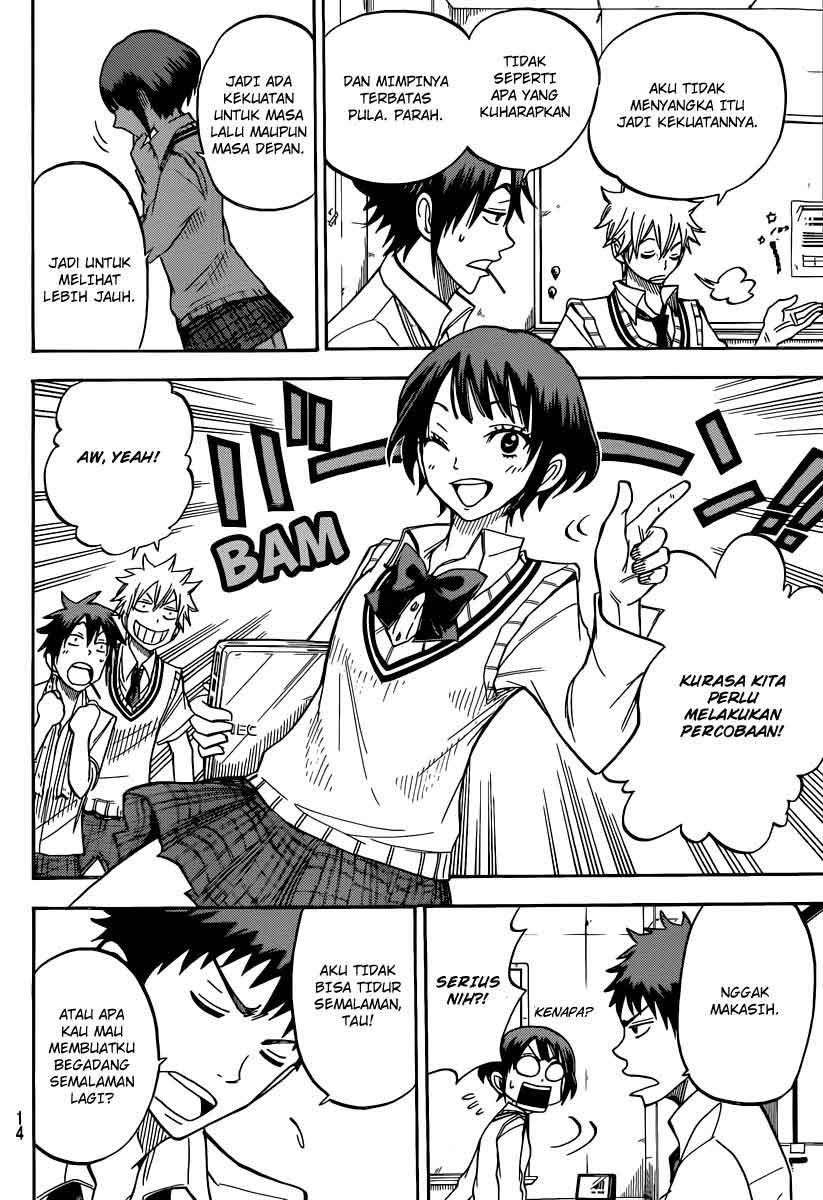 AKU TIDAK
MENYANGKA ITU
JADI KEKUATANNYA.
TIDAK
SEPERTI
APA YANG
KUHARAPKAN
DAN MIMPINYA
TERBATAS
PULA. PARAH.
JADI ADA
KEKUATAN
UNTUK MASA
LALU MAUPUN
MASA DEPAN.
JADI UNTUK
MELIHAT
LEBIH JAUH.
AW, YEAH!
BAM
KURASA KITA
PERLU
MELAKUKAN
PERCOBAAN!
NGGAK
MAKASIH.
SERIUS
NIH?!
KENAPA?
AKU TIDAK
BISA TIDUR
SEMALAMAN,
TAU!
ATAU APA
KAU MAU
MEMBUATKU
BEGADANG
SEMALAMAN
LAGI?
14